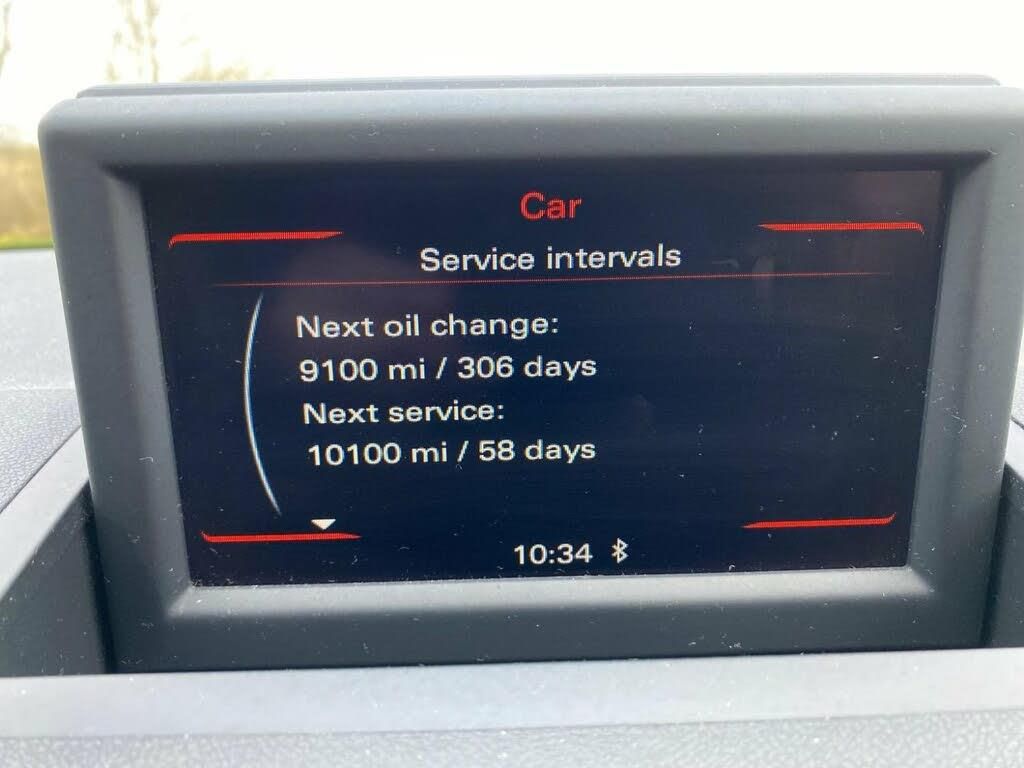 Car
Service intervals
Next oil change:
9100 mi / 306 days
Next service:
10100 mi / 58 days
10:34